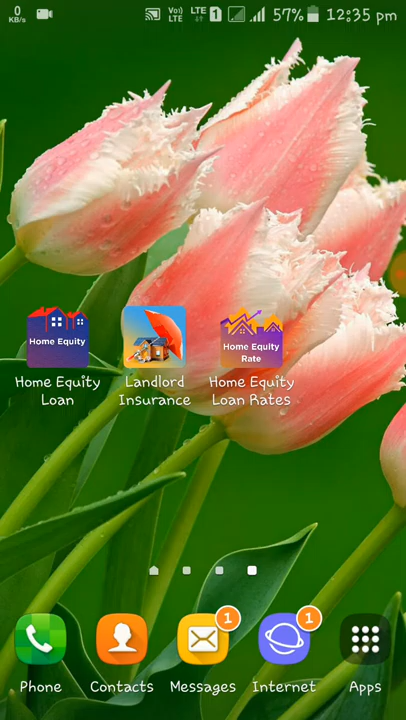 0
KB/s
Vo))
LTE
LTE
1
57%
12:35 pm
Home Equity
Home Equity
Rate
Home Equity
Loan
Landlord
Insurance
Home Equity
Loan Rates
1
1
Phone
Contacts
Messages
Internet
Apps